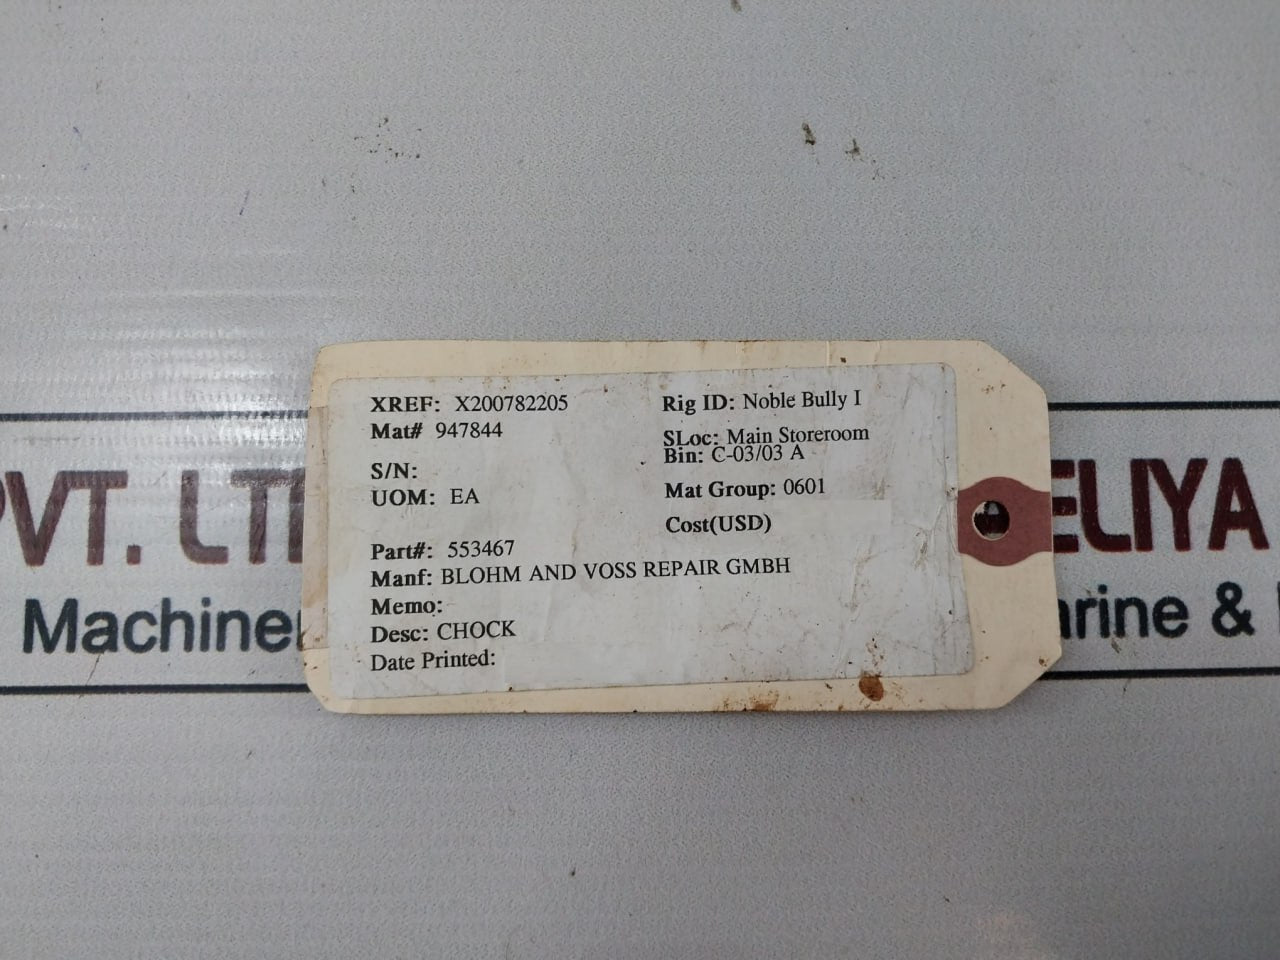 XREF: X200782205
Mat# 947844
S/N:
UOM: EA
Part#: 553467
Manf: BLOHM AND VOSS REPAIR GMBH
Memo:
Desc: CHOCK
Date Printed:
Rig ID: Noble Bully I
SLoc: Main Storeroom
Bin: C-03/03 A
Mat Group: 0601
Cost(USD)
PVT. LT
ELIYA
Machiner
arine &